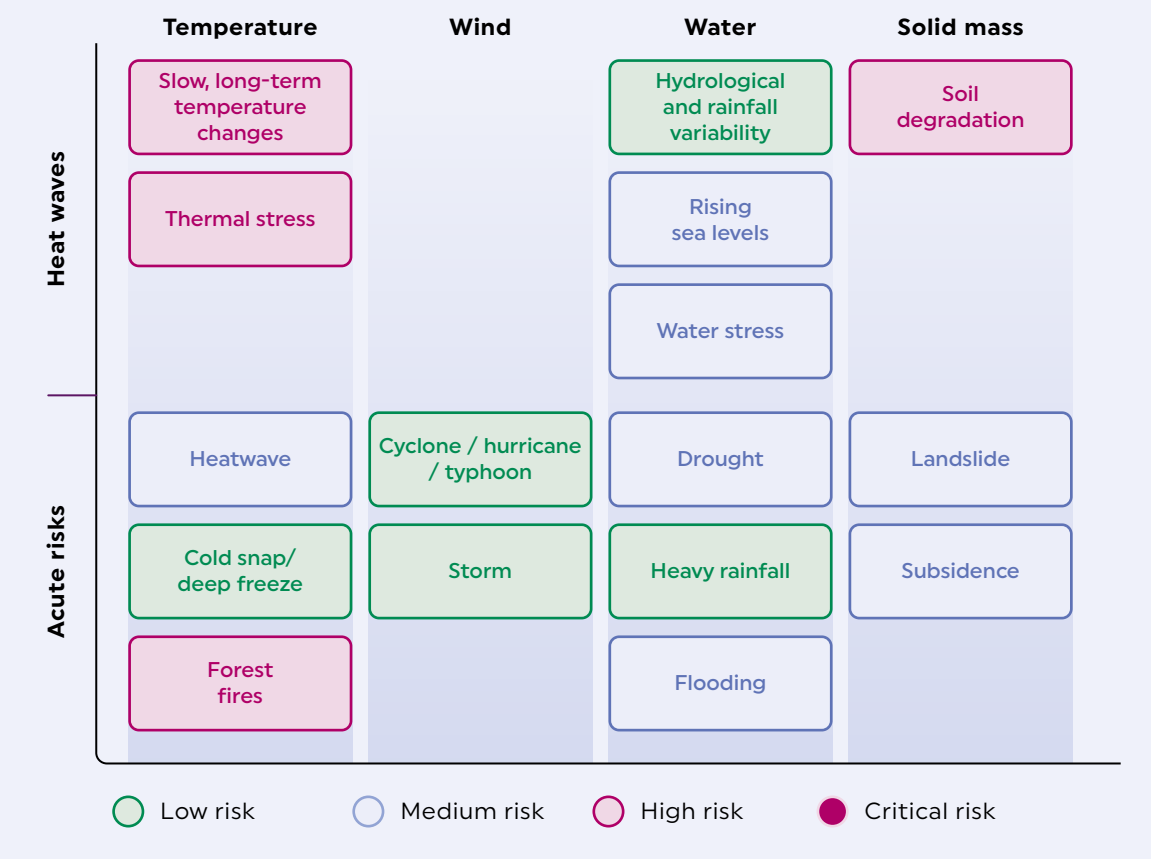 Temperature
Wind
Water
Solid mass
Heat waves
Slow, long-term
temperature
changes
Hydrological
and rainfall
variability
Soil
degradation
Thermal stress
Rising
sea levels
Water stress
Acute risks
Heatwave
Cyclone / hurricane
/ typhoon
Drought
Landslide
Cold snap/
deep freeze
Storm
Heavy rainfall
Subsidence
Forest
fires
Flooding
Low risk
Medium risk
High risk
Critical risk